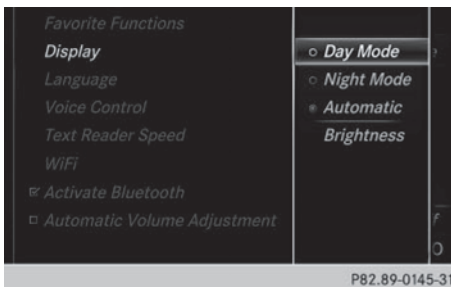 Favorite Functions
Display
Language
Voice Control
Text Reader Speed
WiFi
Activate Bluetooth
Automatic Volume Adjustment
Day Mode
Night Mode
Automatic
Brightness
P82.89-0145-31